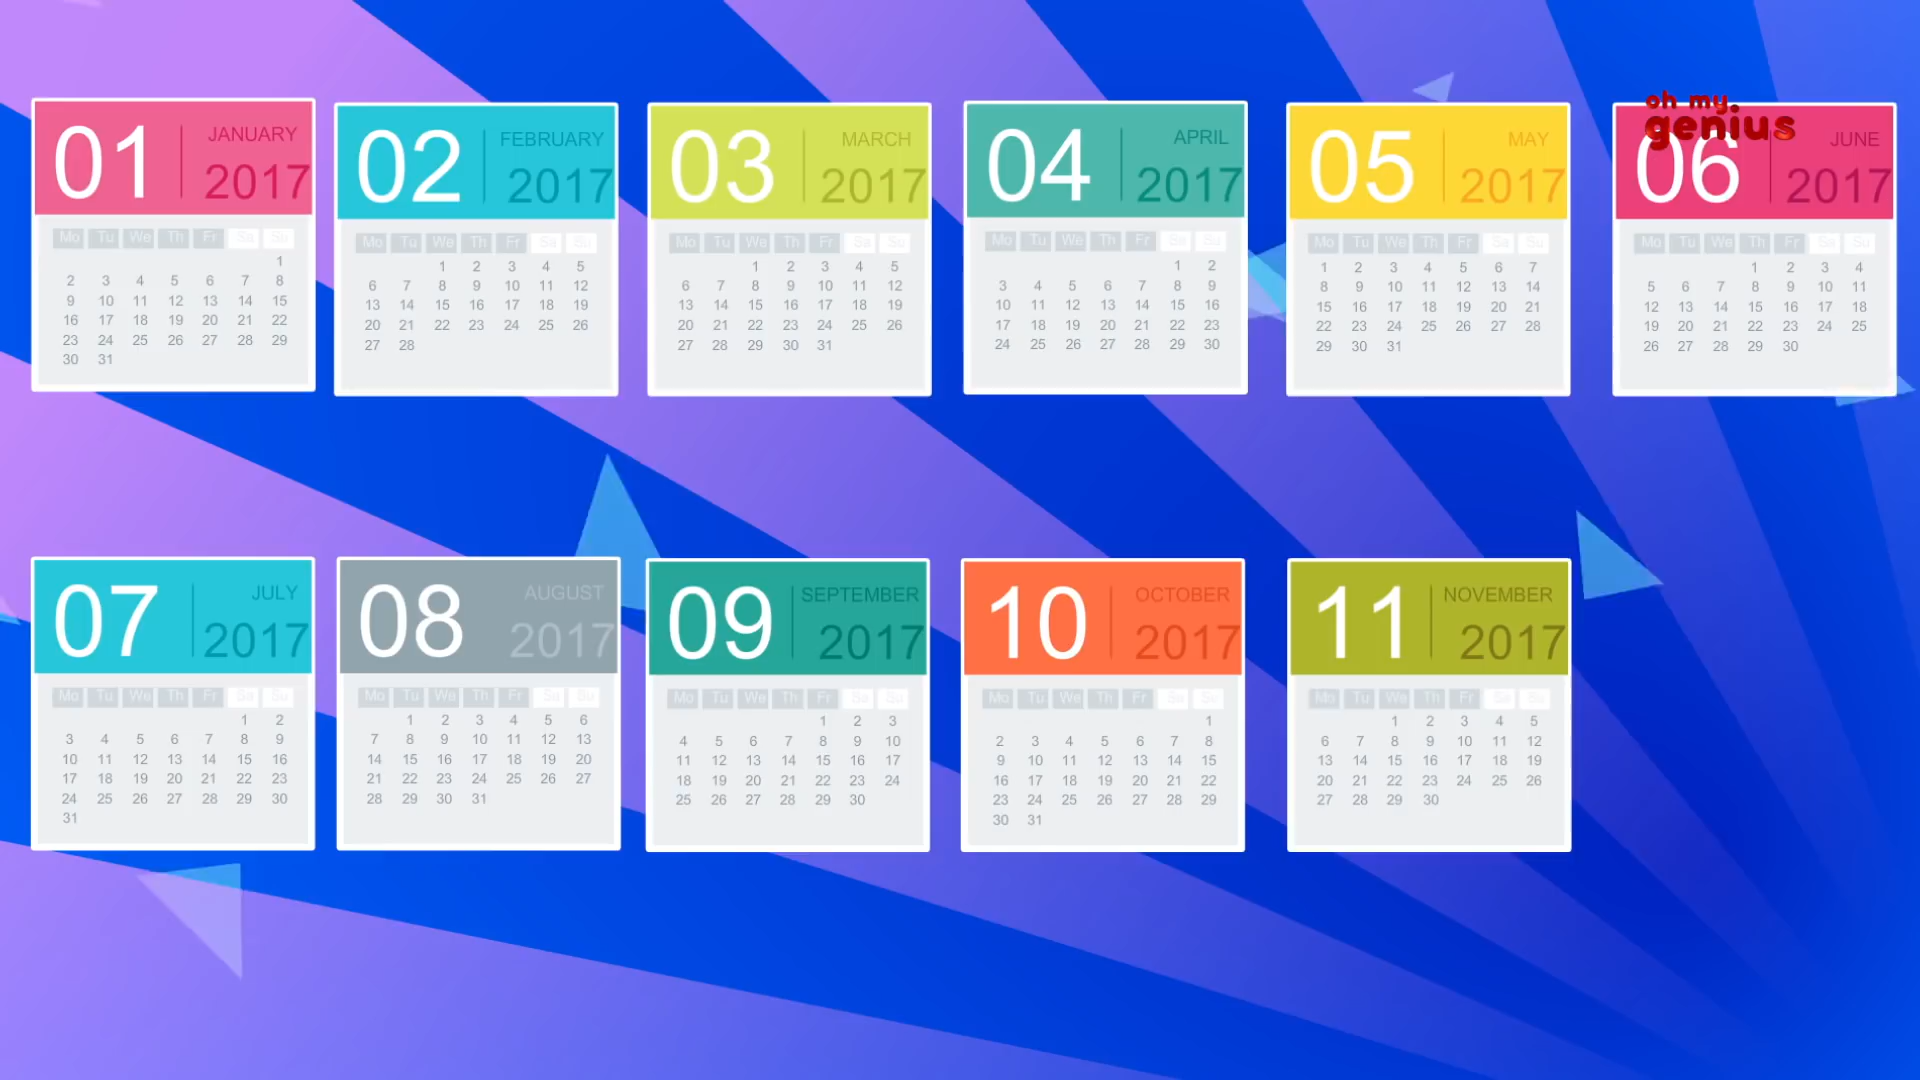 01 JANUARY
2017
Mo Tu We Th Fr Sa Su
1
2 3 4 5 6 7 8
9 10 11 12 13 14 15
16 17 18 19 20 21 22
23 24 25 26 27 28 29
30 31
02 FEBRUARY
2017
Mo Tu We Th Fr Sa Su
1 2 3 4 5
6 7 8 9 10 11 12
13 14 15 16 17 18 19
20 21 22 23 24 25 26
27 28
03 MARCH
2017
Mo Tu We Th Fr Sa Su
1 2 3 4 5
6 7 8 9 10 11 12
13 14 15 16 17 18 19
20 21 22 23 24 25 26
27 28 29 30 31
04 APRIL
2017
Mo Tu We Th Fr Sa Su
1 2
3 4 5 6 7 8 9
10 11 12 13 14 15 16
17 18 19 20 21 22 23
24 25 26 27 28 29 30
05 MAY
2017
Mo Tu We Th Fr Sa Su
1 2 3 4 5 6 7
8 9 10 11 12 13 14
15 16 17 18 19 20 21
22 23 24 25 26 27 28
29 30 31
oh my
genius
06 JUNE
2017
Mo Tu We Th Fr Sa Su
1 2 3 4
5 6 7 8 9 10 11
12 13 14 15 16 17 18
19 20 21 22 23 24 25
26 27 28 29 30
07 JULY
2017
Mo Tu We Th Fr Sa Su
1 2
3 4 5 6 7 8 9
10 11 12 13 14 15 16
17 18 19 20 21 22 23
24 25 26 27 28 29 30
31
08 AUGUST
2017
Mo Tu We Th Fr Sa Su
1 2 3 4 5 6
7 8 9 10 11 12 13
14 15 16 17 18 19 20
21 22 23 24 25 26 27
28 29 30 31
09 SEPTEMBER
2017
Mo Tu We Th Fr Sa Su
1 2 3
4 5 6 7 8 9 10
11 12 13 14 15 16 17
18 19 20 21 22 23 24
25 26 27 28 29 30
10 OCTOBER
2017
Mo Tu We Th Fr Sa Su
1
2 3 4 5 6 7 8
9 10 11 12 13 14 15
16 17 18 19 20 21 22
23 24 25 26 27 28 29
30 31
11 NOVEMBER
2017
Mo Tu We Th Fr Sa Su
1 2 3 4 5
6 7 8 9 10 11 12
13 14 15 16 17 18 19
20 21 22 23 24 25 26
27 28 29 30